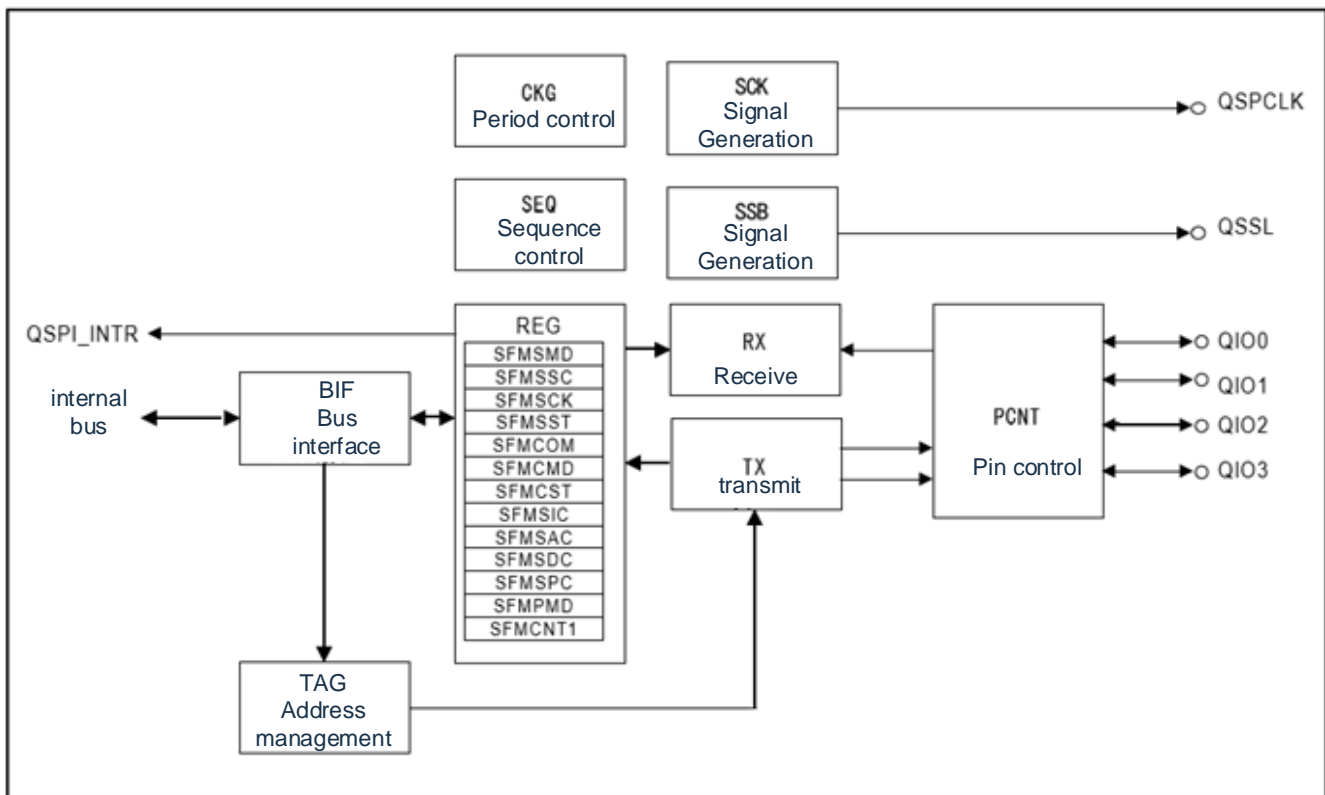 CKG
Period control
SCK
Signal
Generation
QSPCLK
SEQ
Sequence
control
SSB
Signal
Generation
QSSL
QSPI_INTR
internal
bus
BIF
Bus
interface
REG
SFMSMD
SFMSSC
SFMSCK
SFMSST
SFMCOM
SFMCMD
SFMCST
SFMSIC
SFMSAC
SFMSDC
SFMSPC
SFMPMD
SFMCNT1
RX
Receive
TX
transmit
PCNT
Pin control
QIO0
QIO1
QIO2
QIO3
TAG
Address
management